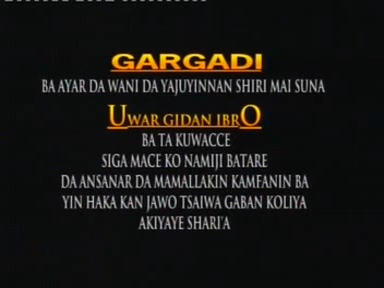 GARGADI
BA AYAR DA WANI DA YAJUYINNAN SHIRI MAI SUNA
UWAR GIDAN IBRO
BA TA KUWACCE
SIGA MACE KO NAMIJI BATARE
DA ANSANAR DA MAMALLAKIN KAMFANIN BA
YIN HAKA KAN JAWO TSAIWA GABAN KOLIYA
AKIYAYE SHARI'A